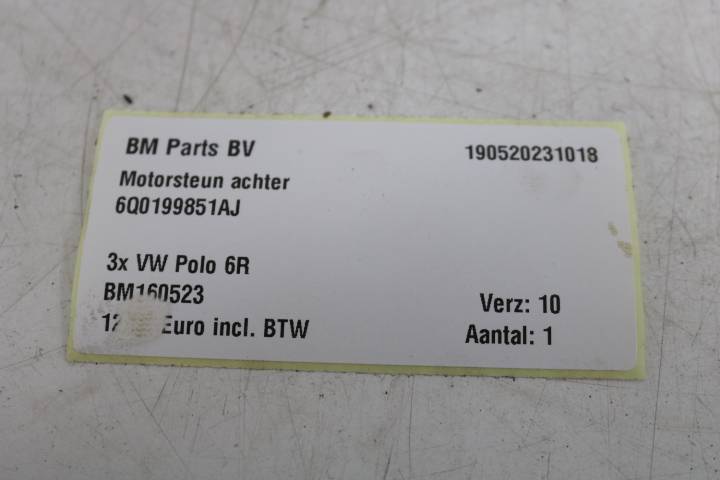 BM Parts BV 190520231018
Motorsteun achter
6Q0199851AJ
3x VW Polo 6R
BM160523 Verz: 10
Euro incl. BTW Aantal: 1